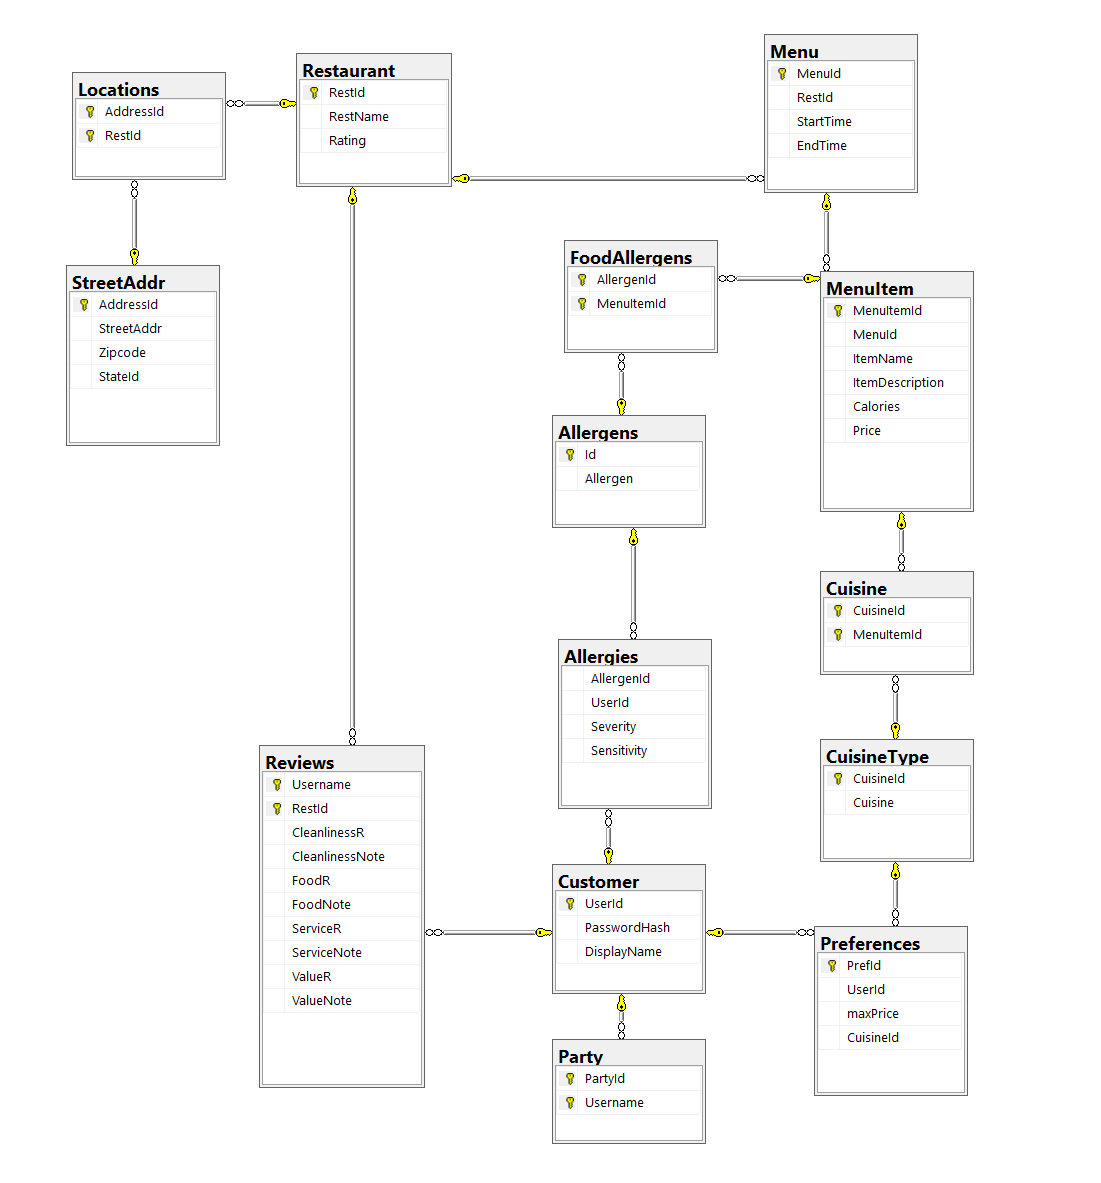 Locations
AddressId
RestId
Restaurant
RestId
RestName
Rating
Menu
MenuId
RestId
StartTime
EndTime
StreetAddr
AddressId
StreetAddr
Zipcode
StateId
FoodAllergens
AllergenId
MenuItemId
MenuItem
MenuItemId
MenuId
ItemName
ItemDescription
Calories
Price
Allergens
Id
Allergen
Cuisine
CuisineId
MenuItemId
Allergies
AllergenId
UserId
Severity
Sensitivity
CuisineType
CuisineId
Cuisine
Reviews
Username
RestId
CleanlinessR
CleanlinessNote
FoodR
FoodNote
ServiceR
ServiceNote
ValueR
ValueNote
Customer
UserId
PasswordHash
DisplayName
Preferences
PrefId
UserId
maxPrice
CuisineId
Party
PartyId
Username